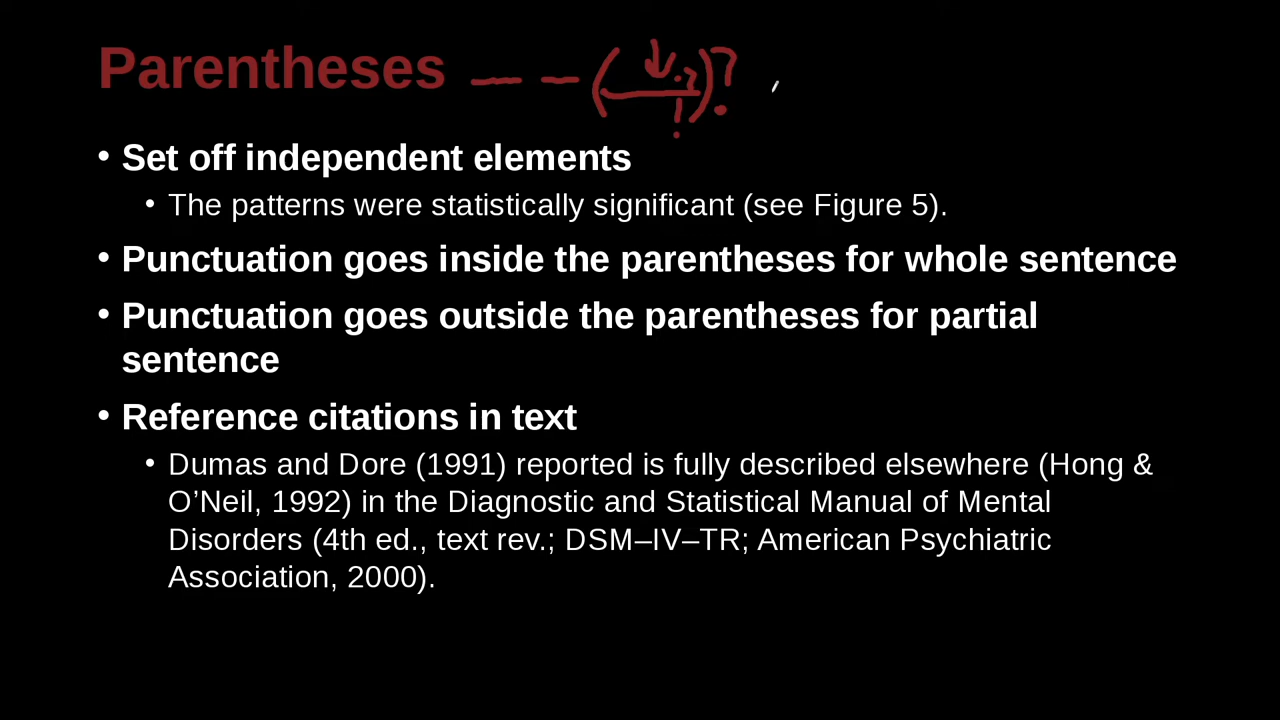 Parentheses
• Set off independent elements
• The patterns were statistically significant (see Figure 5).
• Punctuation goes inside the parentheses for whole sentence
• Punctuation goes outside the parentheses for partial
sentence
• Reference citations in text
• Dumas and Dore (1991) reported is fully described elsewhere (Hong &
O’Neil, 1992) in the Diagnostic and Statistical Manual of Mental
Disorders (4th ed., text rev.; DSM–IV–TR; American Psychiatric
Association, 2000).